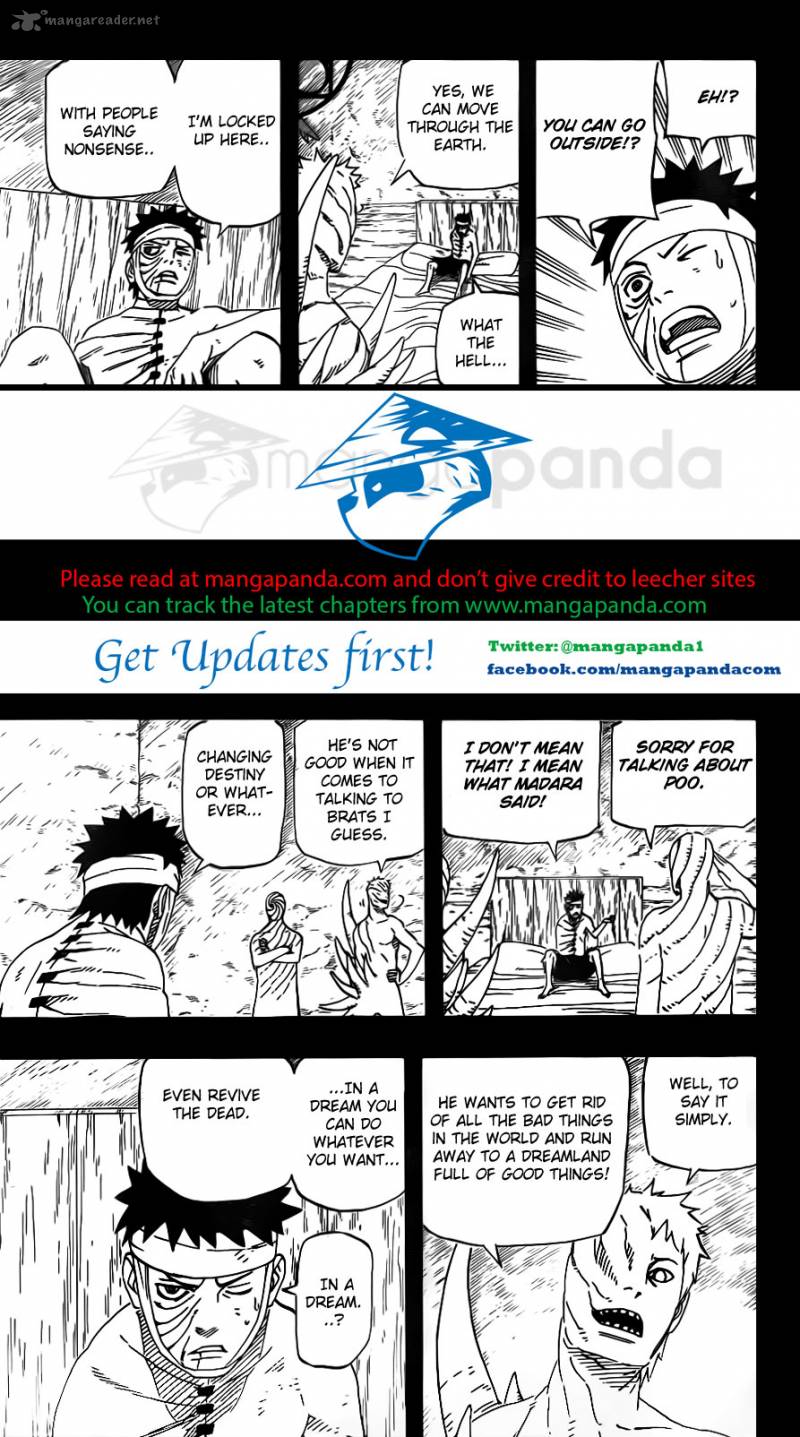 mangareader.net
EH!?
YOU CAN GO
OUTSIDE!?
YES, WE
CAN MOVE
THROUGH THE
EARTH.
WHAT
THE
HELL...
I'M LOCKED
UP HERE..
WITH PEOPLE
SAYING
NONSENSE..
mangapanda
Please read at mangapanda.com and don't give credit to leecher sites
You can track the latest chapters from www.mangapanda.com
Get Updates first!
Twitter: @mangapanda1
facebook.com/mangapandacom
SORRY FOR
TALKING ABOUT
POO.
I DON'T MEAN
THAT! I MEAN
WHAT MADARA
SAID!
HE'S NOT
GOOD WHEN IT
COMES TO
TALKING TO
BRATS I
GUESS.
CHANGING
DESTINY
OR WHAT-
EVER...
WELL, TO
SAY IT
SIMPLY.
HE WANTS TO GET RID
OF ALL THE BAD THINGS
IN THE WORLD AND RUN
AWAY TO A DREAMLAND
FULL OF GOOD THINGS!
...IN A
DREAM YOU
CAN DO
WHATEVER
YOU WANT...
EVEN REVIVE
THE DEAD.
IN A
DREAM.
..?